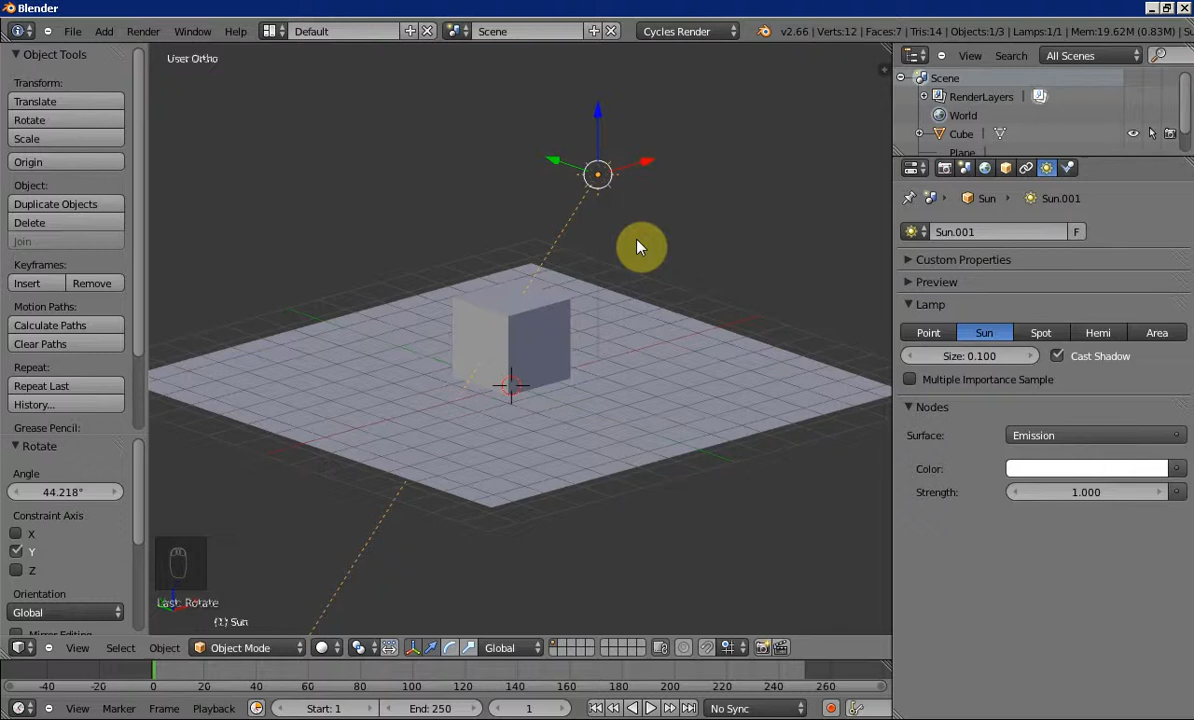 Blender
File Add Render Window Help Default Scene Cycles Render v2.66 | Verts:12 | Faces:7 | Tris:14 | Objects:1/3 | Lamps:1/1 | Mem:19.62M (0.83M) | Su
Object Tools
Transform:
Translate
Rotate
Scale
Origin
Object:
Duplicate Objects
Delete
Join
Keyframes:
Insert Remove
Motion Paths:
Calculate Paths
Clear Paths
Repeat:
Repeat Last
History...
Grease Pencil:
Rotate
Angle
44.218°
Constraint Axis
X
Y
Z
Orientation
Global
Mirror Editing
User Ortho
Last: Rotate
(1) Sun
View Select Object Object Mode Global
-40 -20 0 20 40 60 80 100 120 140 160 180 200 220 240 260
View Marker Frame Playback Start: 1 End: 250 1 No Sync
View Search All Scenes
Scene
RenderLayers
World
Cube
Plane
Sun Sun.001
Sun.001 F
Custom Properties
Preview
Lamp
Point Sun Spot Hemi Area
Size: 0.100 Cast Shadow
Multiple Importance Sample
Nodes
Surface: Emission
Color:
Strength: 1.000